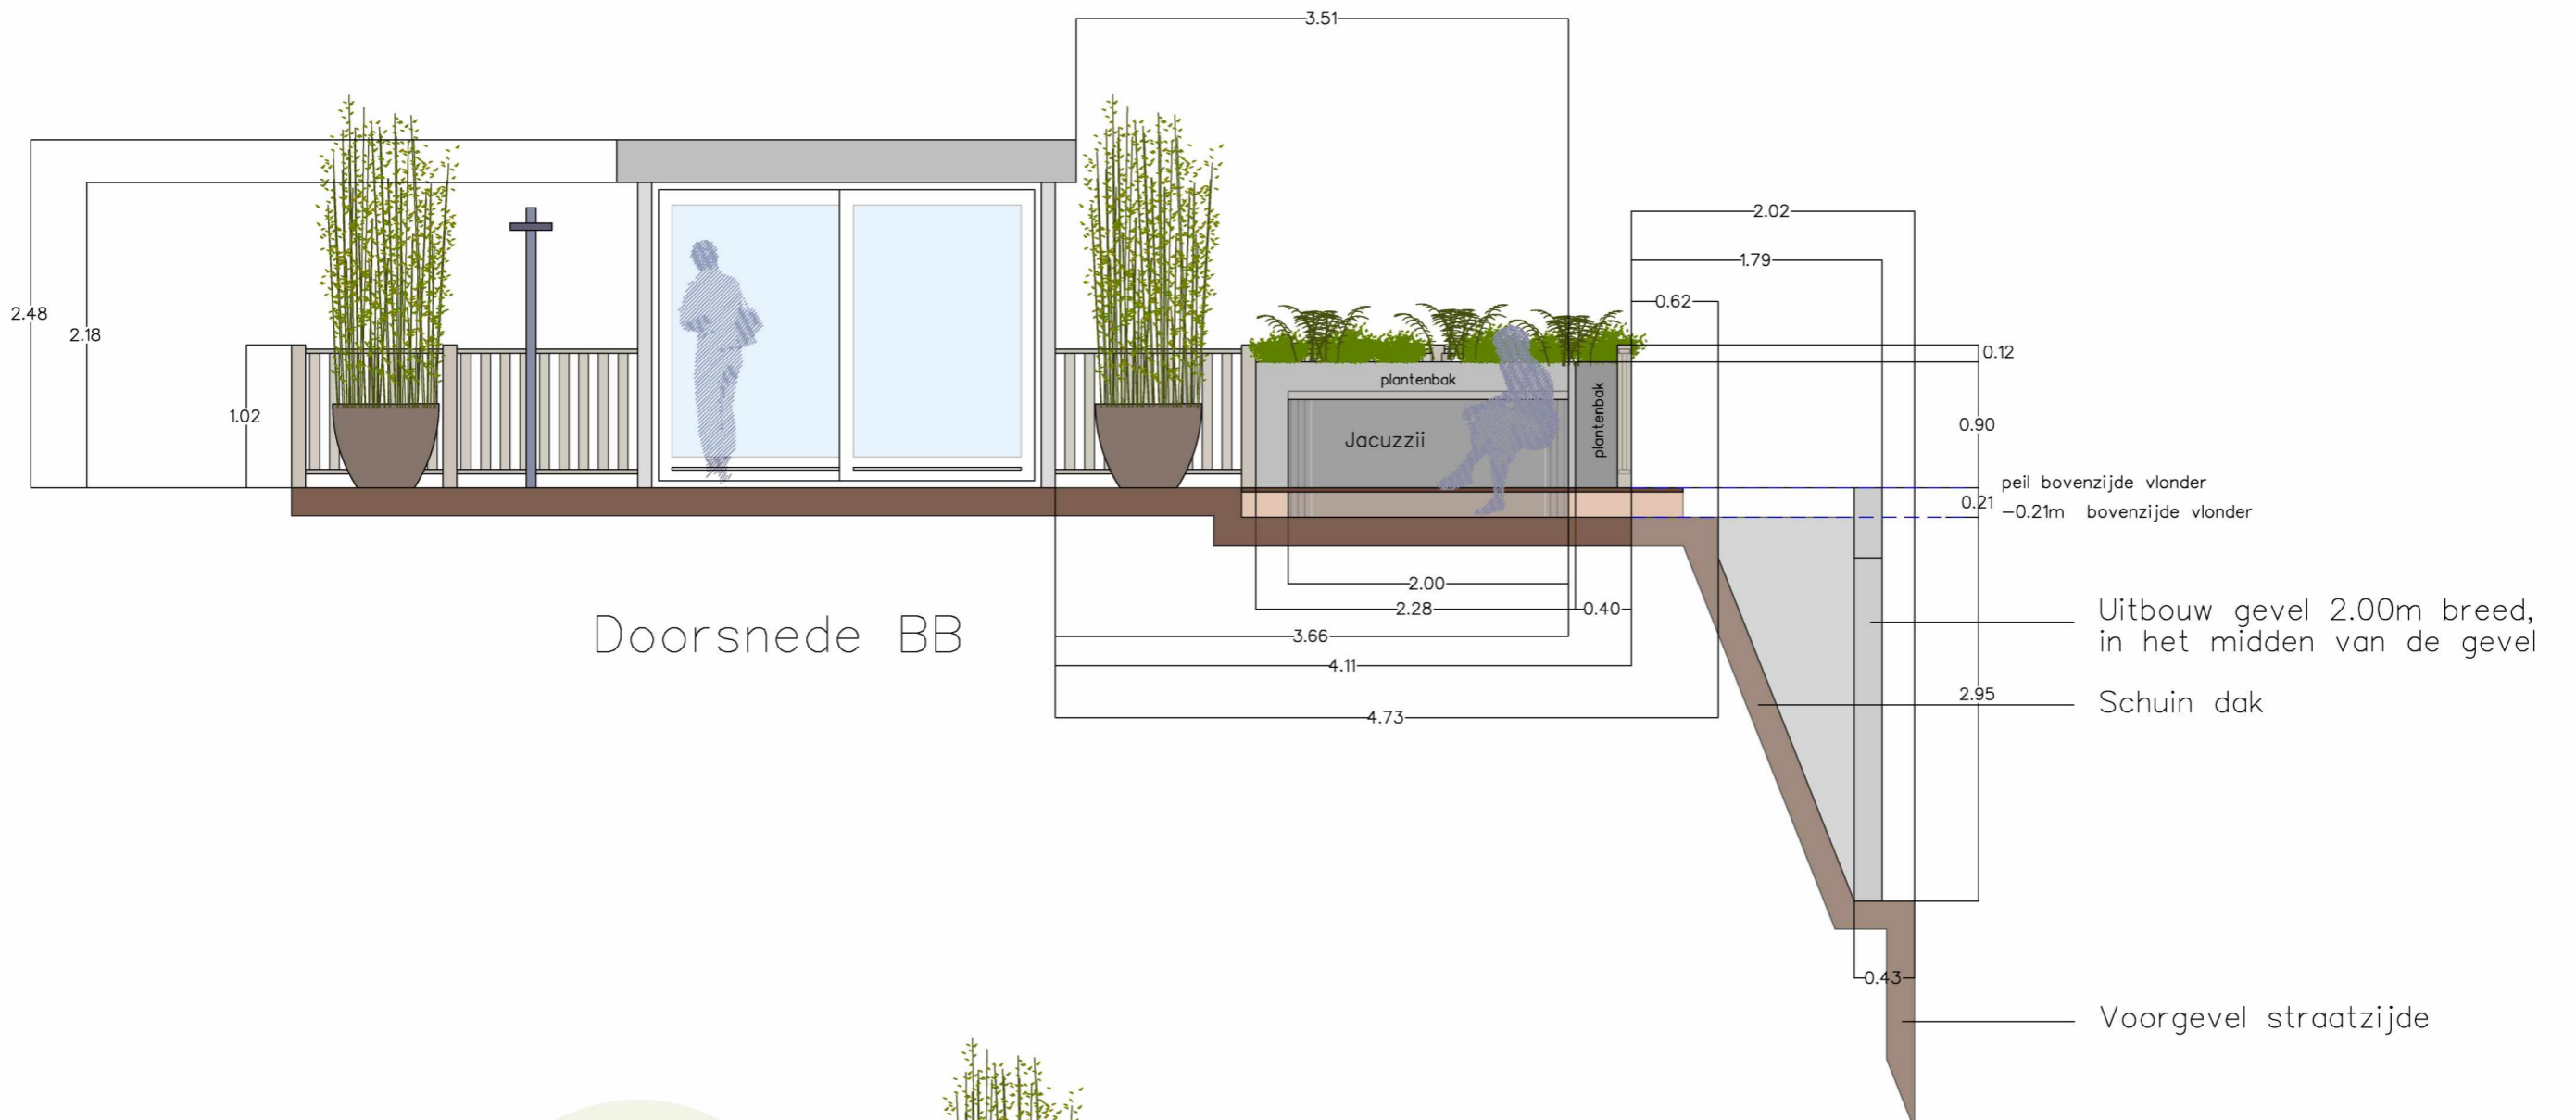 3.51
2.02
1.79
0.62
2.48
2.18
1.02
0.12
0.90
plantenbak
plantenbak
Jacuzzii
peil bovenzijde vlonder
0.21
-0.21m bovenzijde vlonder
2.00
2.28
0.40
3.66
4.11
4.73
Doorsnede BB
Uitbouw gevel 2.00m breed,
in het midden van de gevel
2.95
Schuin dak
0.43
Voorgevel straatzijde